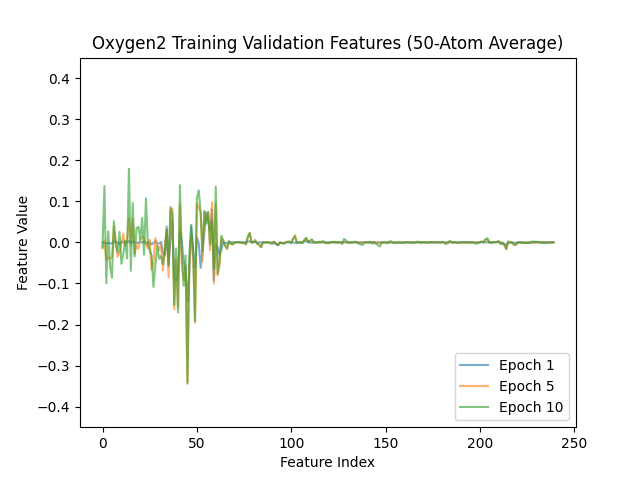 Oxygen2 Training Validation Features (50-Atom Average)
Feature Value
0.4
0.3
0.2
0.1
0.0
−0.1
−0.2
−0.3
−0.4
Epoch 1
Epoch 5
Epoch 10
0 50 100 150 200 250
Feature Index